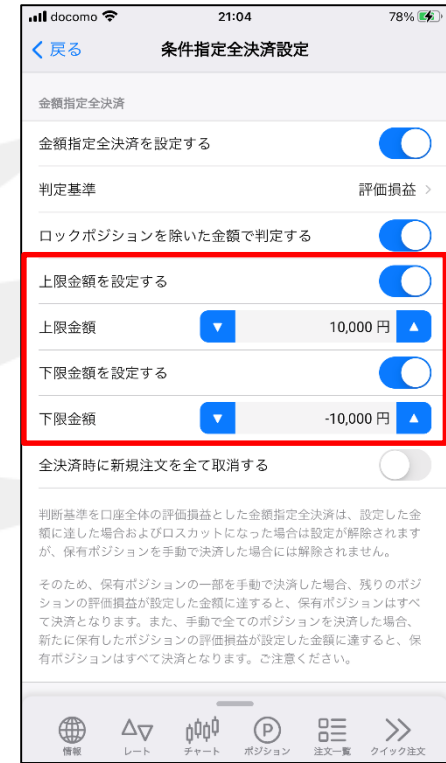 docomo 21:04 78%
戻る 条件指定全決済設定
金額指定全決済
金額指定全決済を設定する
判定基準 評価損益
ロックポジションを除いた金額で判定する
上限金額を設定する
上限金額 10,000 円
下限金額を設定する
下限金額 -10,000 円
全決済時に新規注文を全て取消する
判断基準を口座全体の評価損益とした金額指定全決済は、設定した金
額に達した場合およびロスカットになった場合は設定が解除されます
が、保有ポジションを手動で決済した場合には解除されません。
そのため、保有ポジションの一部を手動で決済した場合、残りのポジ
ションの評価損益が設定した金額に達すると、保有ポジションはすべ
て決済となります。また、手動で全てのポジションを決済した場合、
新たに保有したポジションの評価損益が設定した金額に達すると、保
有ポジションはすべて決済となります。ご注意ください。
情報 レート チャート P ポジション 注文一覧 クイック注文